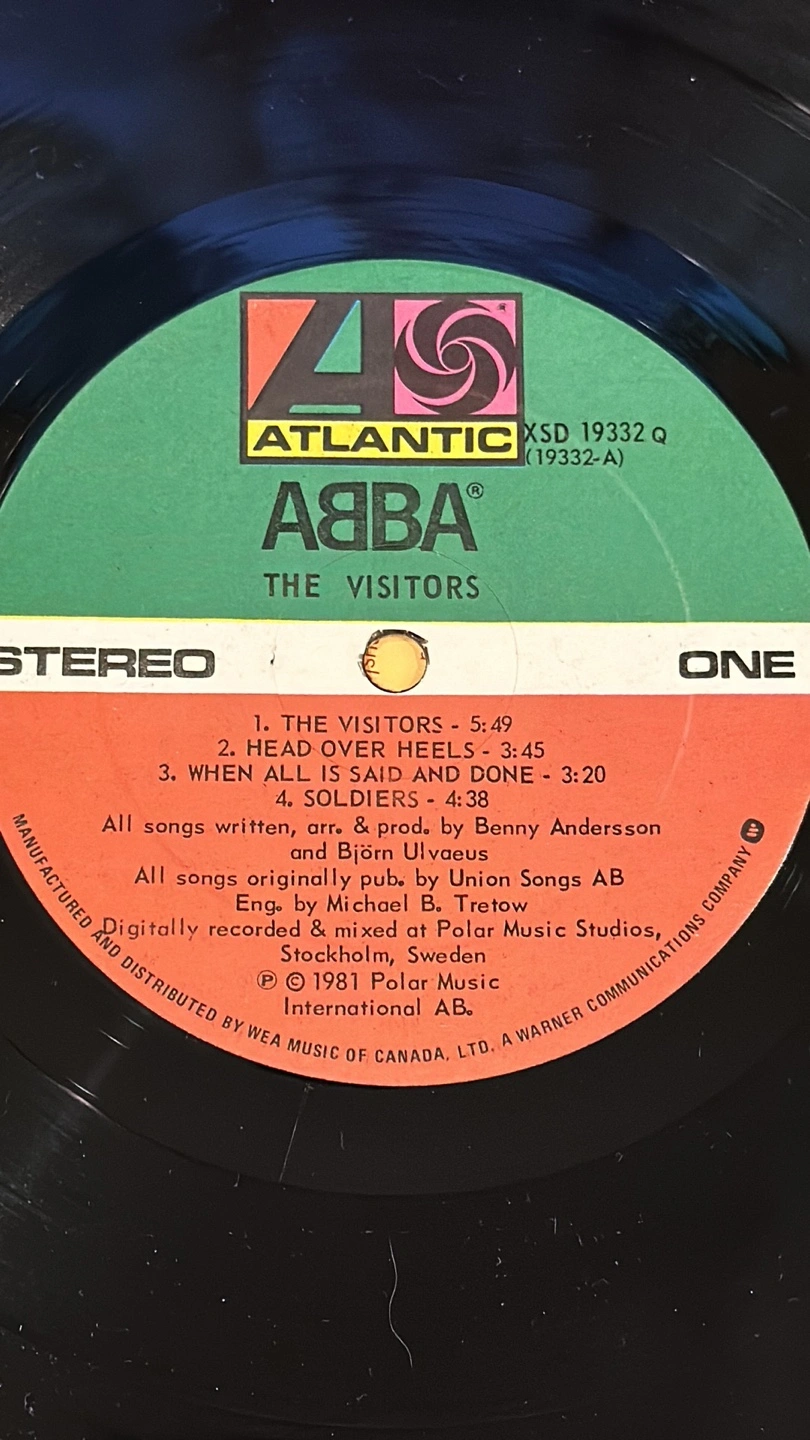 ATLANTIC
XSD 19332 Q
(19332-A)
ABBA®
THE VISITORS
STEREO
ONE
1. THE VISITORS - 5:49
2. HEAD OVER HEELS - 3:45
3. WHEN ALL IS SAID AND DONE - 3:20
4. SOLDIERS - 4:38
All songs written, arr. & prod. by Benny Andersson
and Björn Ulvaeus
All songs originally pub. by Union Songs AB
Eng. by Michael B. Tretow
Digitally recorded & mixed at Polar Music Studios,
Stockholm, Sweden
℗ © 1981 Polar Music
International AB.
MANUFACTURED AND DISTRIBUTED BY WEA MUSIC OF CANADA, LTD. A WARNER COMMUNICATIONS COMPANY